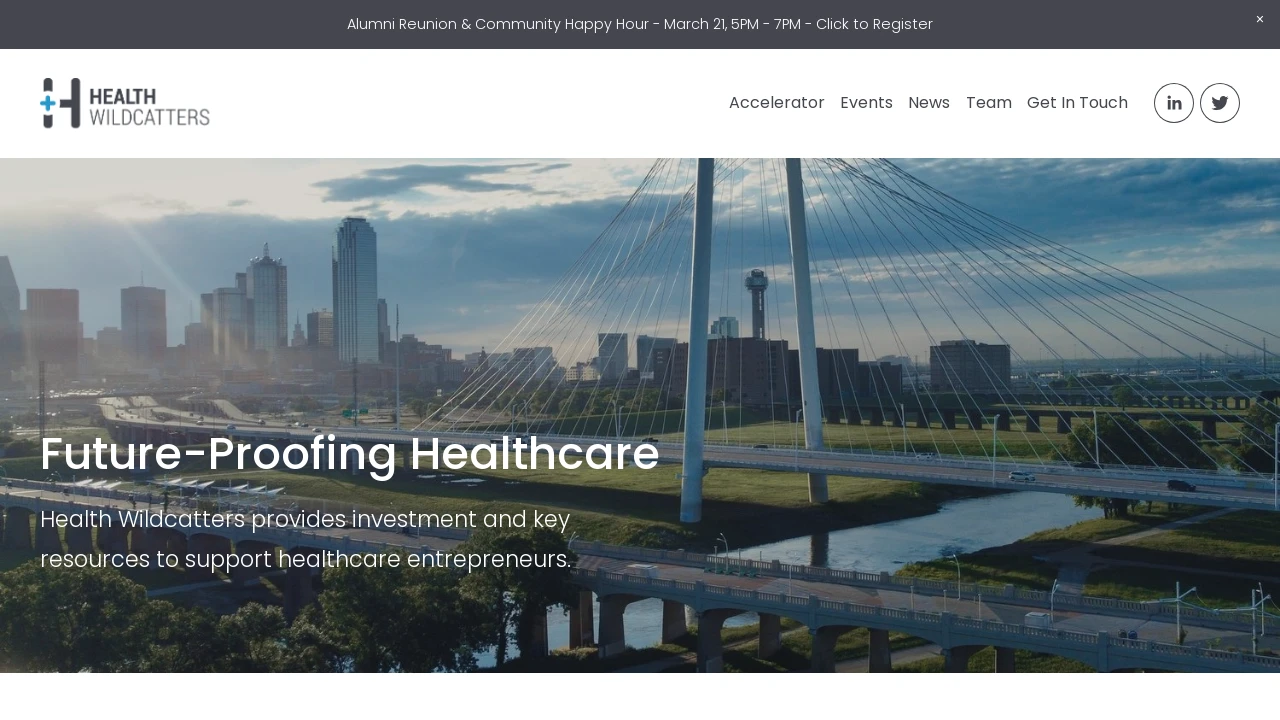 Alumni Reunion & Community Happy Hour - March 21, 5PM - 7PM - Click to Register
×
HEALTH
WILDCATTERS
Accelerator Events News Team Get In Touch
in
Future-Proofing Healthcare
Health Wildcatters provides investment and key
resources to support healthcare entrepreneurs.